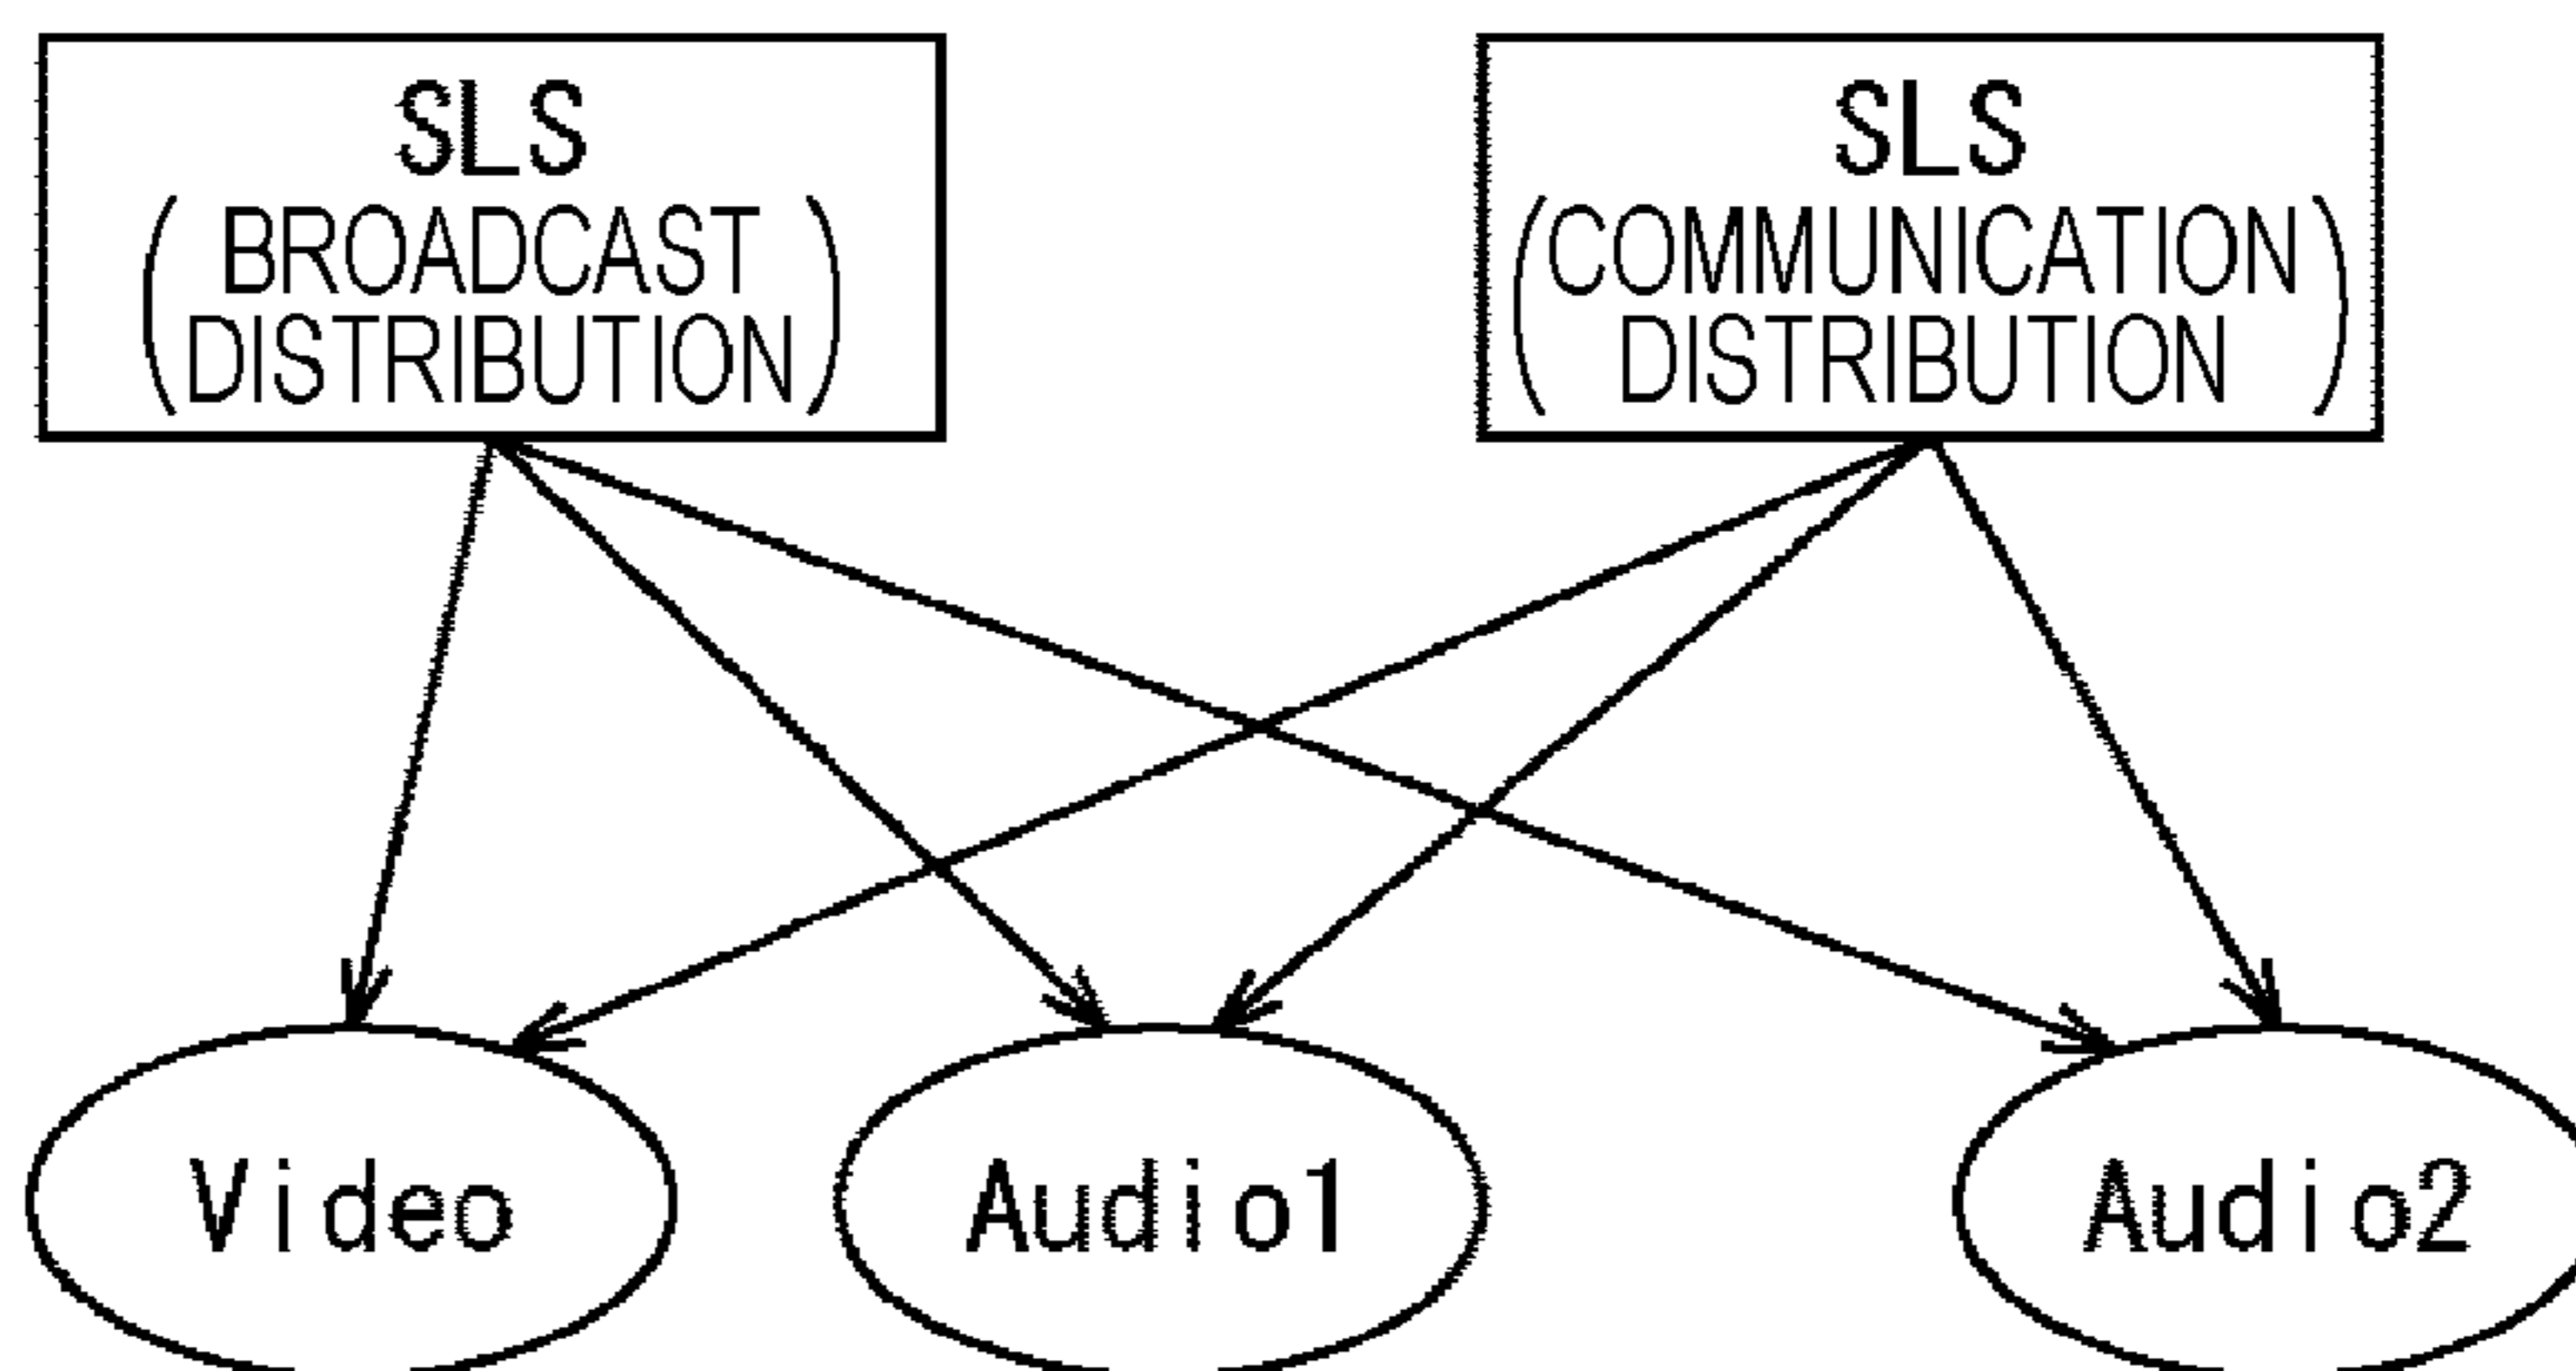 SLS
(BROADCAST
DISTRIBUTION)
SLS
(COMMUNICATION
DISTRIBUTION)
Video
Audio1
Audio2